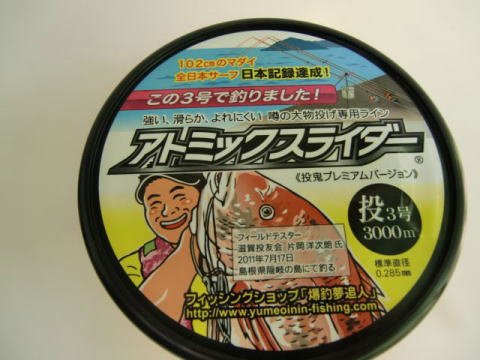 102cmのマダイ
全日本サーフ 日本記録達成!
この3号で釣りました!
強い、滑らか、よれにくい 噂の大物投げ専用ライン
アトミックスライダー®
《投鬼プレミアムバージョン》
投3号
3000m
標準直径
0.285mm
フィールドテスター
滋賀投友会 片岡 洋次朗 氏
2011年7月17日
島根県隠岐の島にて釣る
フィッシングショップ「爆釣夢追人」
http://www.yumeoinin-fishing.com